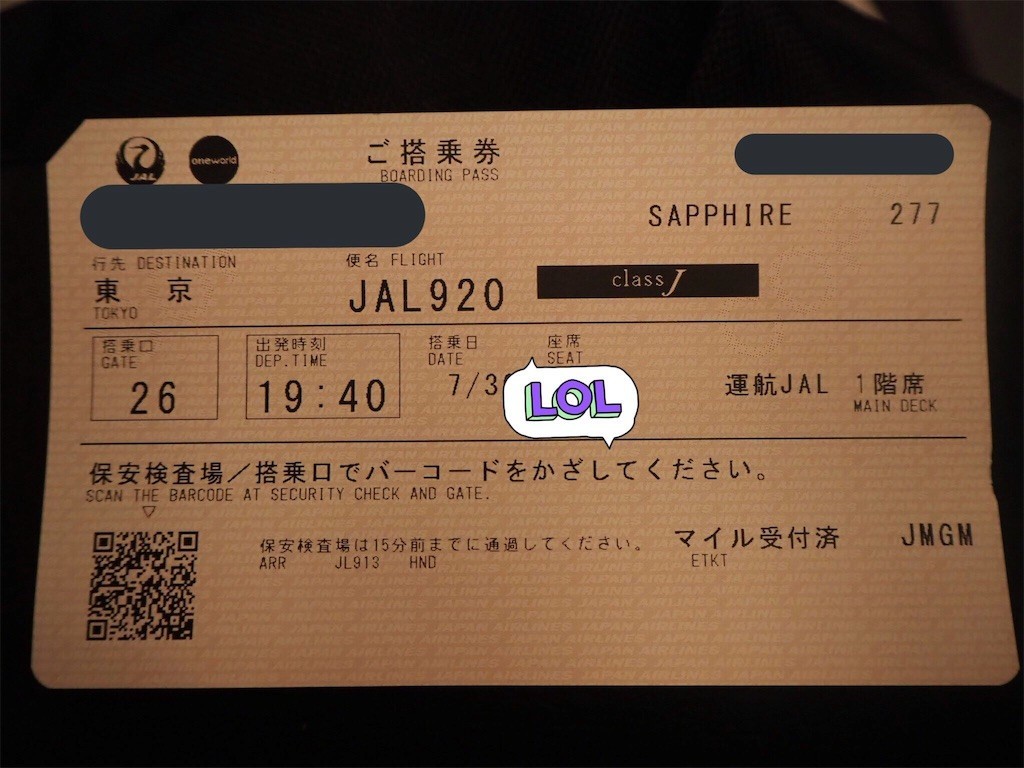 JAL
oneworld
ご搭乗券
BOARDING PASS
SAPPHIRE 277
行先 DESTINATION 便名 FLIGHT
東京 JAL920 class J
TOKYO
搭乗口 出発時刻 搭乗日 座席
GATE DEP.TIME DATE SEAT
26 19:40 7/3 LOL 運航JAL 1階席
MAIN DECK
保安検査場/搭乗口でバーコードをかざしてください。
SCAN THE BARCODE AT SECURITY CHECK AND GATE.
保安検査場は15分前までに通過してください。 マイル受付済 JMGM
ARR JL913 HND ETKT